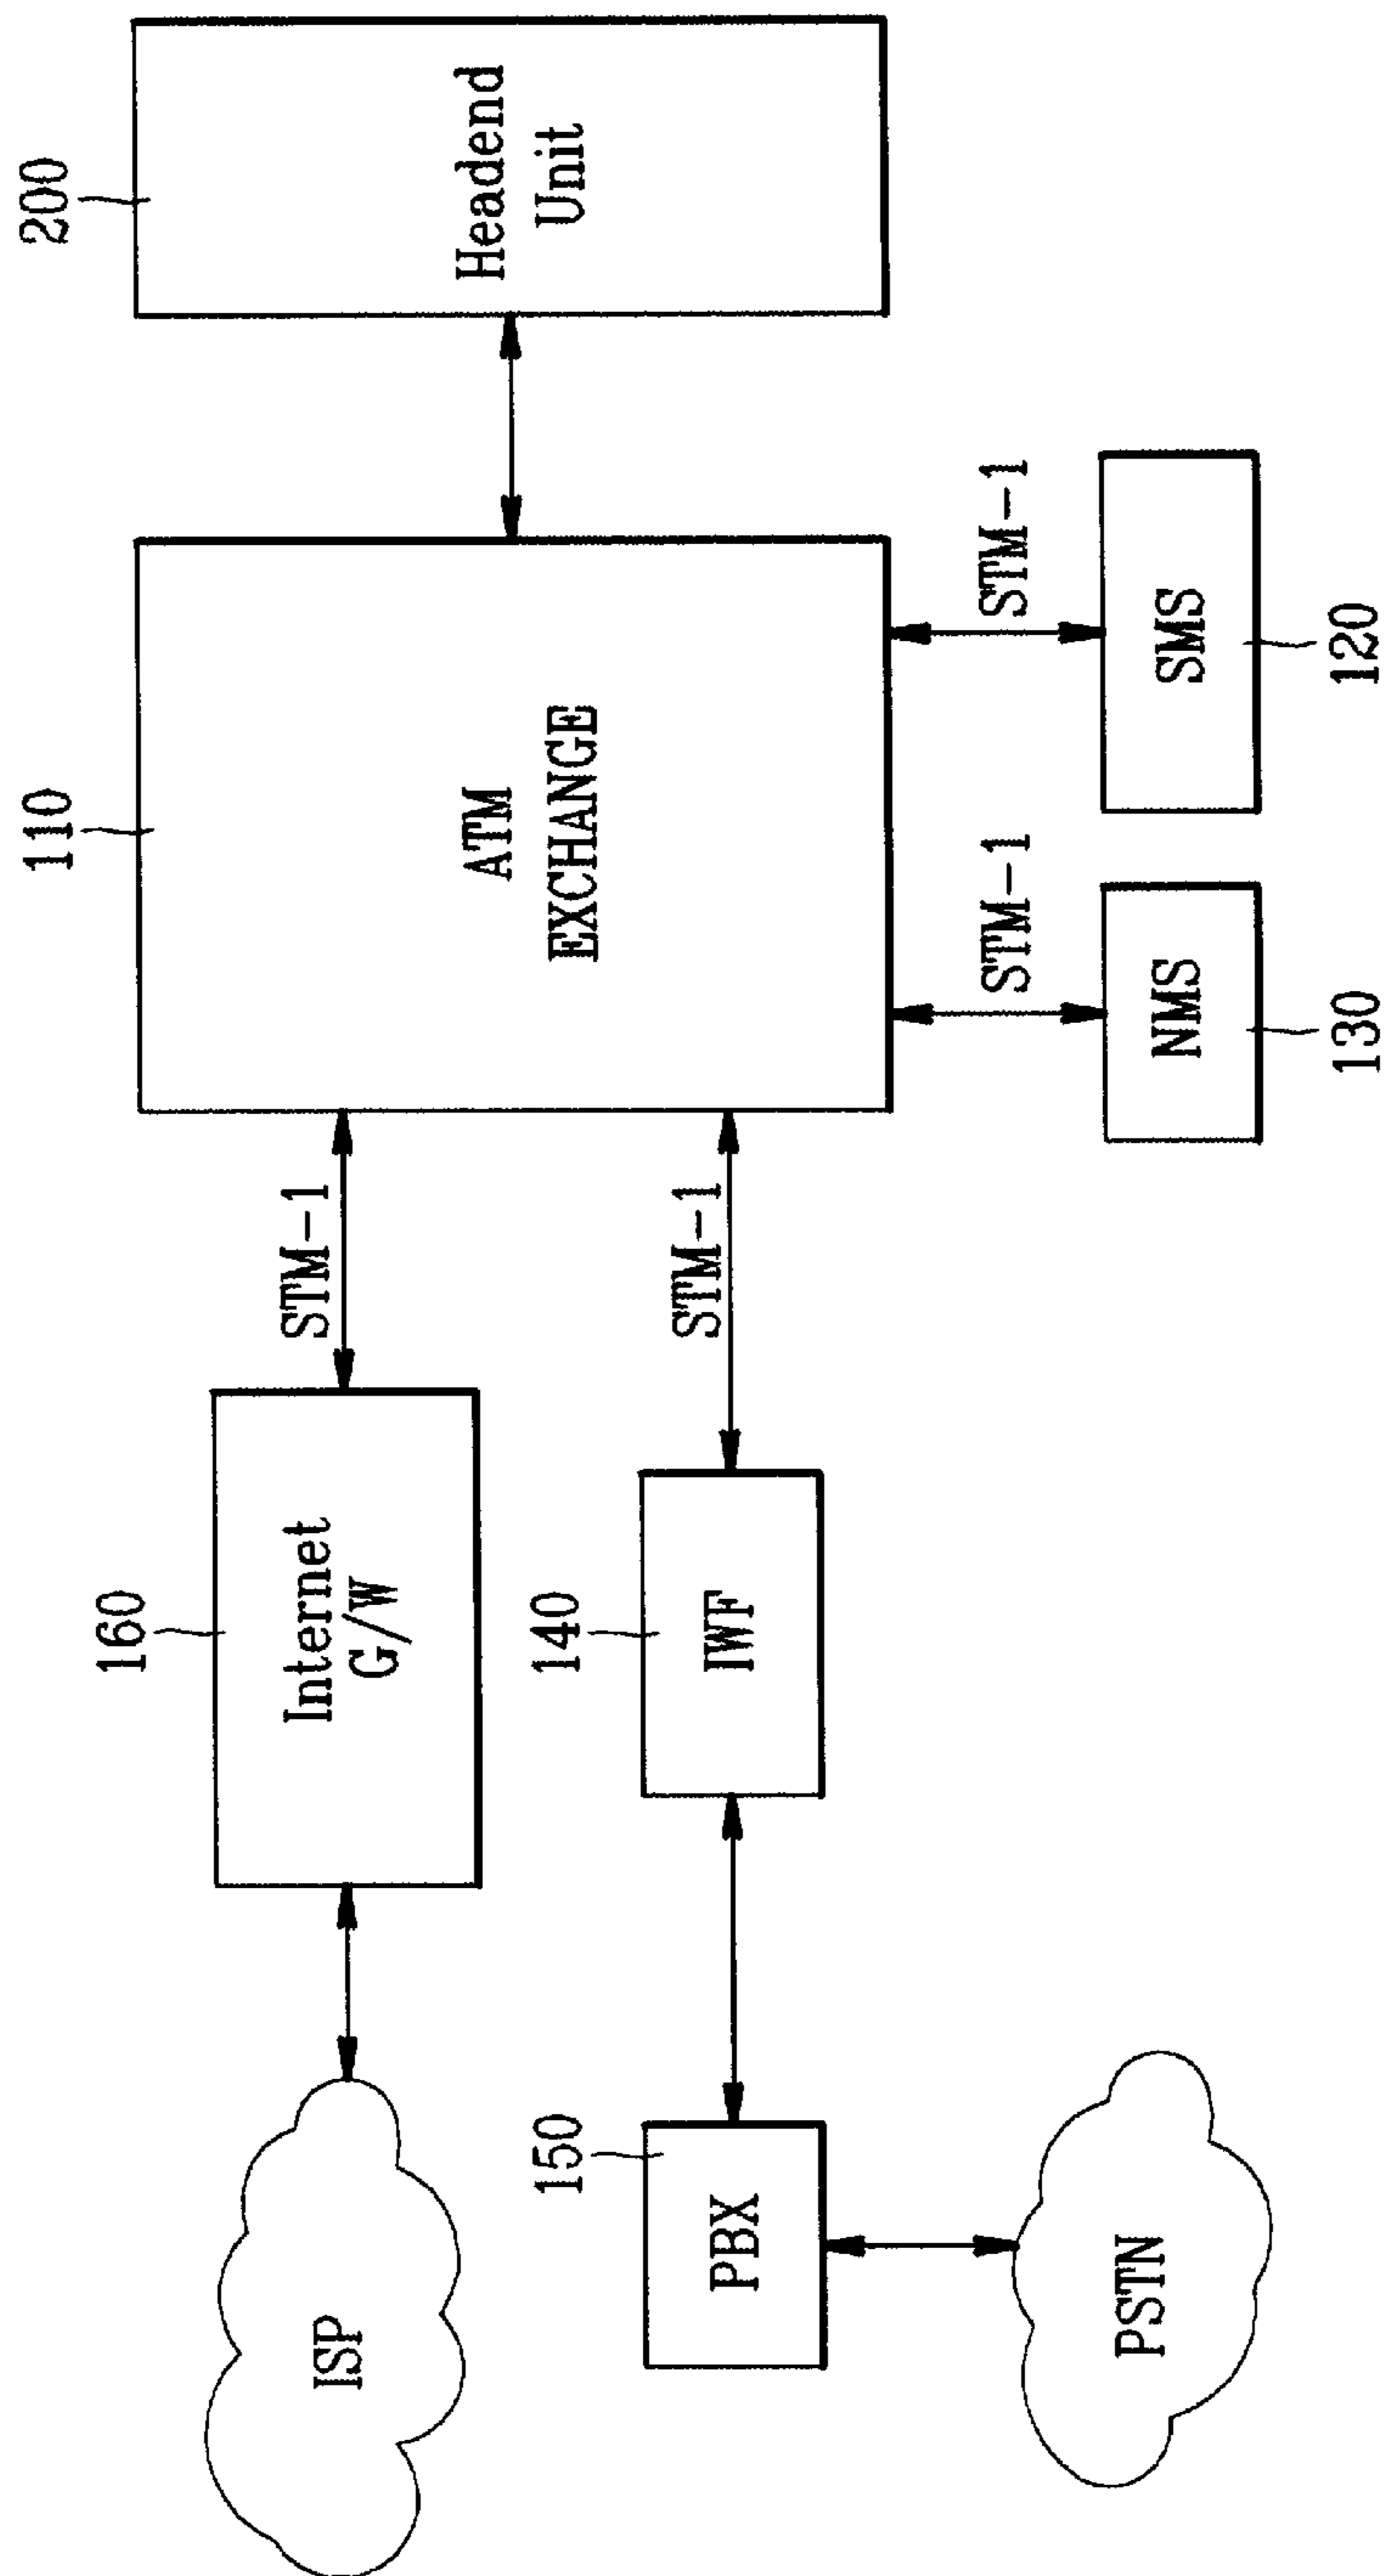 ISP
160
Internet
G/W
STM-1
110
ATM
EXCHANGE
200
Headend
Unit
150
PBX
140
IWF
STM-1
PSTN
STM-1
STM-1
NMS
SMS
130
120